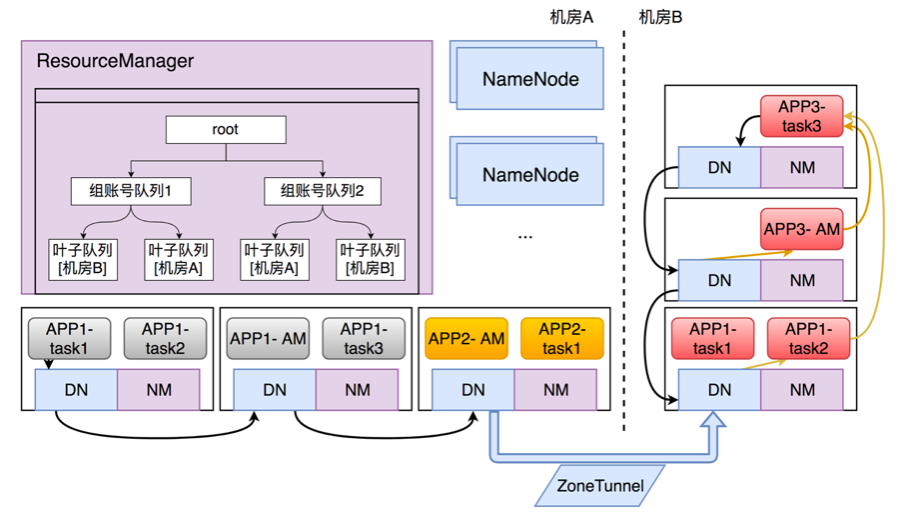 机房A
机房B
ResourceManager
root
组账号队列1
组账号队列2
叶子队列
[机房B]
叶子队列
[机房A]
叶子队列
[机房A]
叶子队列
[机房B]
NameNode
NameNode
...
APP3-
task3
DN
NM
APP3- AM
DN
NM
APP1-
task1
APP1-
task2
DN
NM
APP1- AM
APP1-
task3
DN
NM
APP2- AM
APP2-
task1
DN
NM
APP1-
task1
APP1-
task2
DN
NM
ZoneTunnel